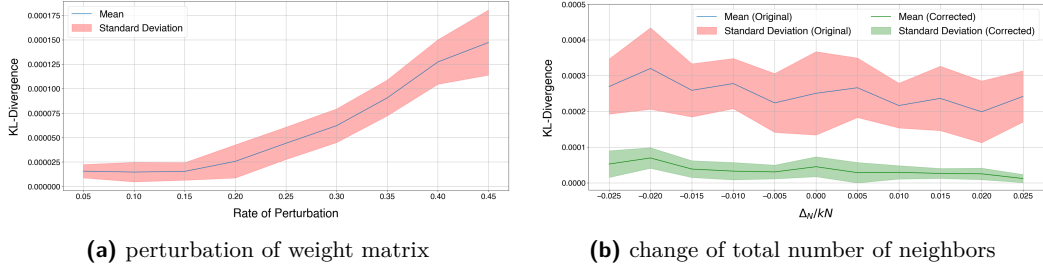 Mean
Standard Deviation
0.000175
0.000150
0.000125
0.000100
0.000075
0.000050
0.000025
0.000000
KL-Divergence
0.05 0.10 0.15 0.20 0.25 0.30 0.35 0.40 0.45
Rate of Perturbation
(a) perturbation of weight matrix
Mean (Original) Mean (Corrected)
Standard Deviation (Original) Standard Deviation (Corrected)
0.0005
0.0004
0.0003
0.0002
0.0001
0.0000
KL-Divergence
-0.025 -0.020 -0.015 -0.010 -0.005 0.000 0.005 0.010 0.015 0.020 0.025
Δ_N/kN
(b) change of total number of neighbors